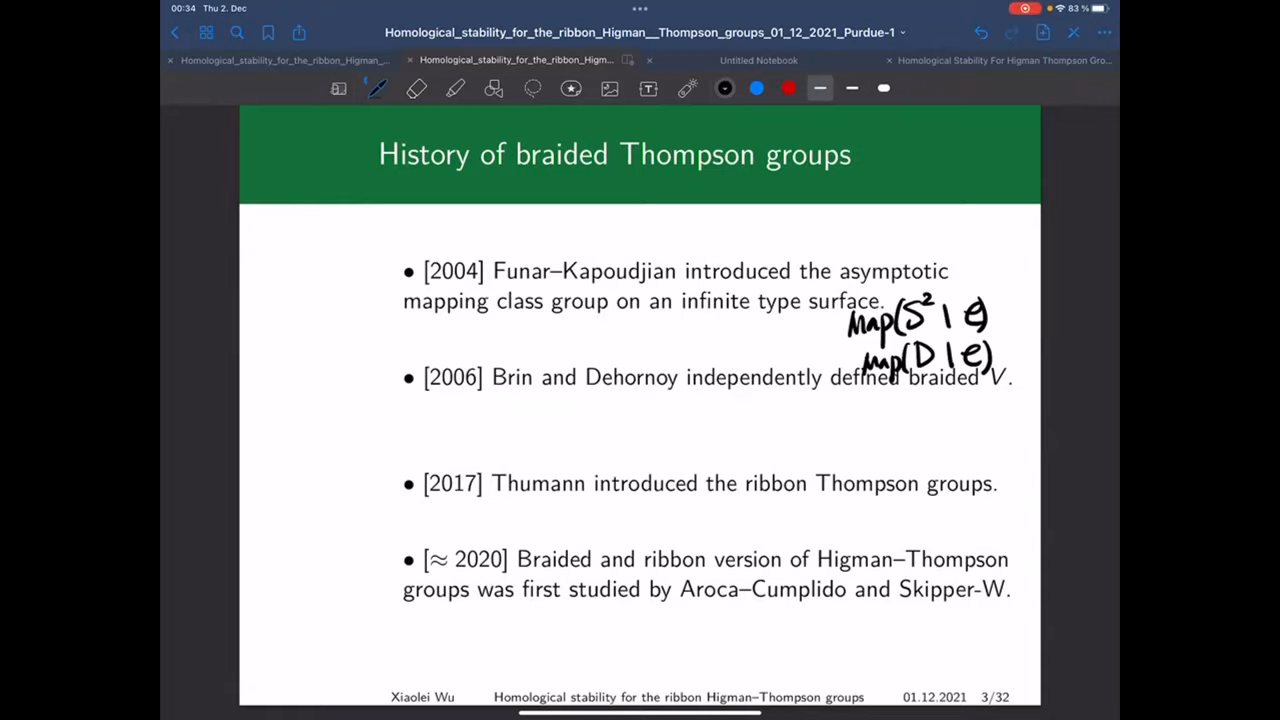 00:34 Thu 2. Dec
83 %
Homological_stability_for_the_ribbon_Higman__Thompson_groups_01_12_2021_Purdue-1
Homological_stability_for_the_ribbon_Higman_...
Homological_stability_for_the_ribbon_Higm...
Untitled Notebook
Homological Stability For Higman Thompson Gro...
History of braided Thompson groups
• [2004] Funar–Kapoudjian introduced the asymptotic
mapping class group on an infinite type surface.
Map(S² \ C)
Map(D \ C)
• [2006] Brin and Dehornoy independently defined braided V.
• [2017] Thumann introduced the ribbon Thompson groups.
• [≈ 2020] Braided and ribbon version of Higman–Thompson
groups was first studied by Aroca–Cumplido and Skipper-W.
Xiaolei Wu Homological stability for the ribbon Higman–Thompson groups 01.12.2021 3/32